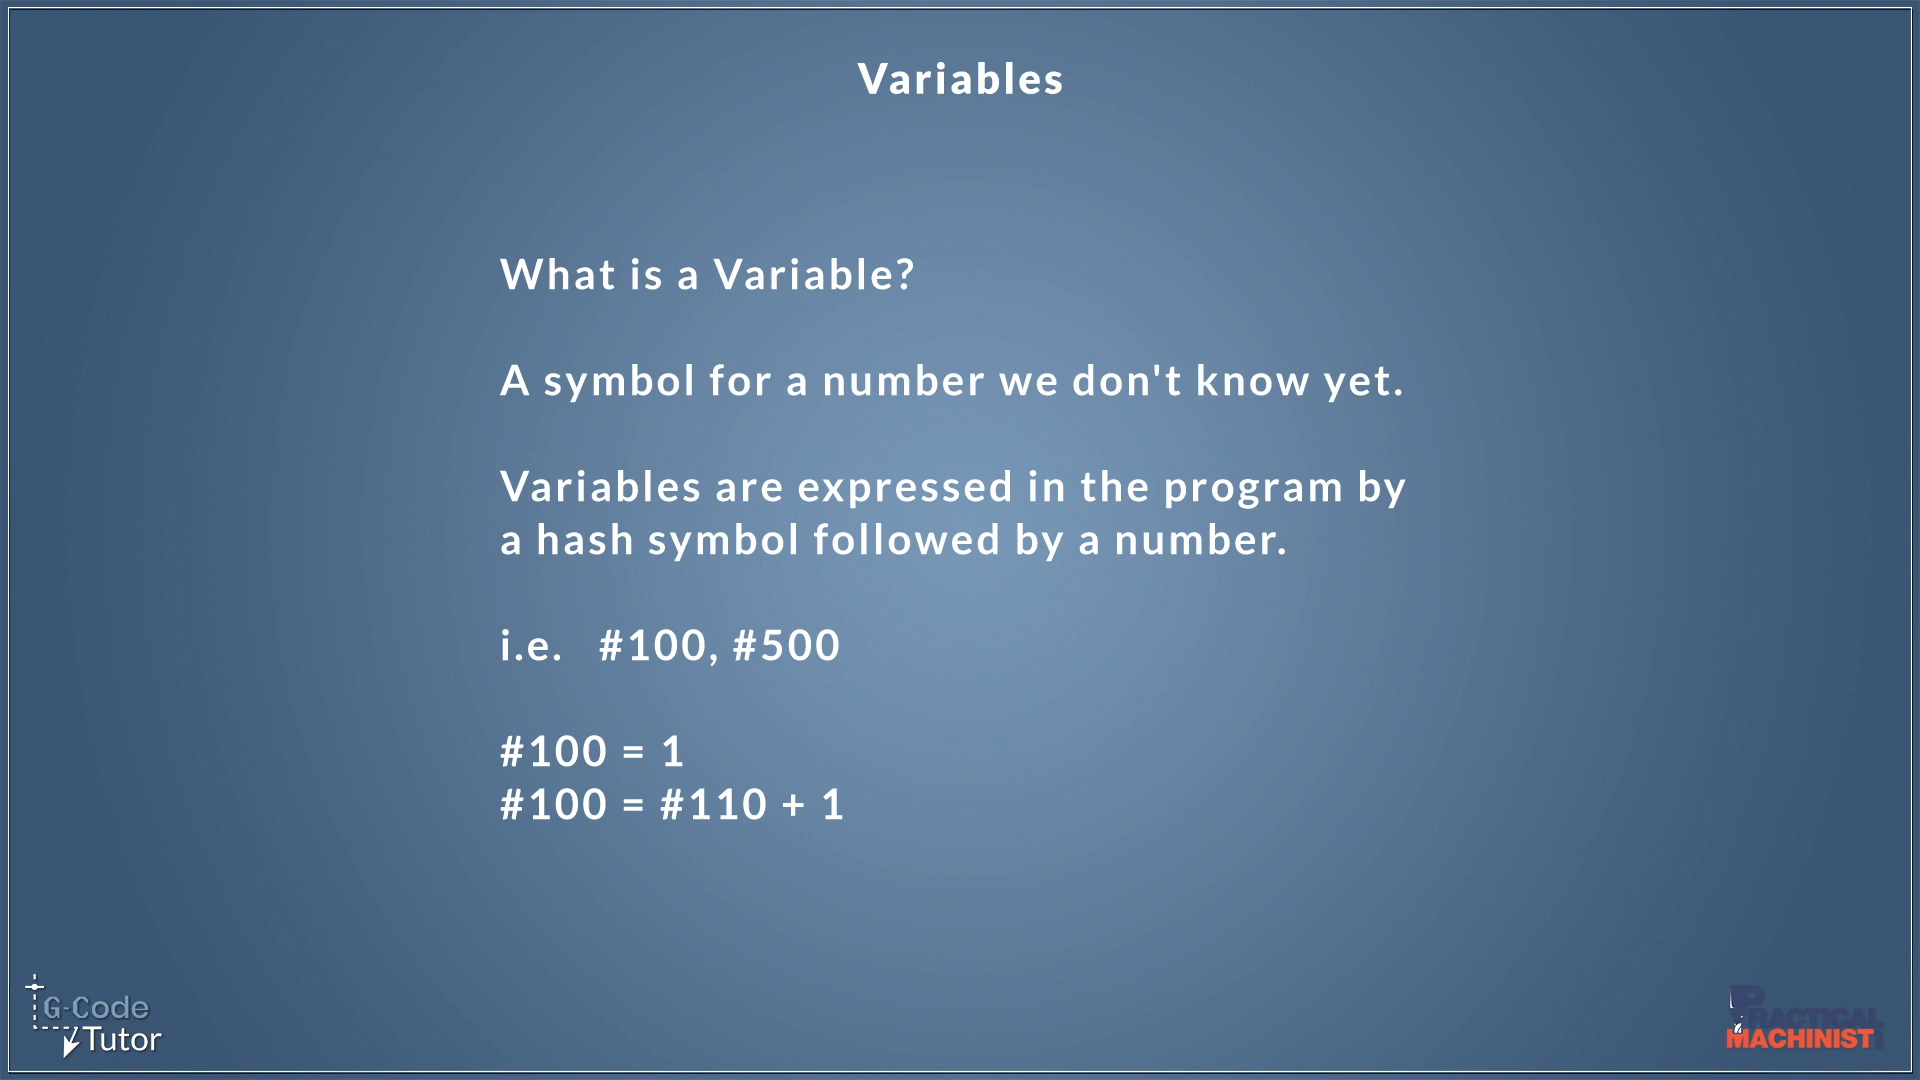 Variables
What is a Variable?
A symbol for a number we don't know yet.
Variables are expressed in the program by
a hash symbol followed by a number.
i.e. #100, #500
#100 = 1
#100 = #110 + 1
G-Code
Tutor
PRACTICAL
MACHINIST